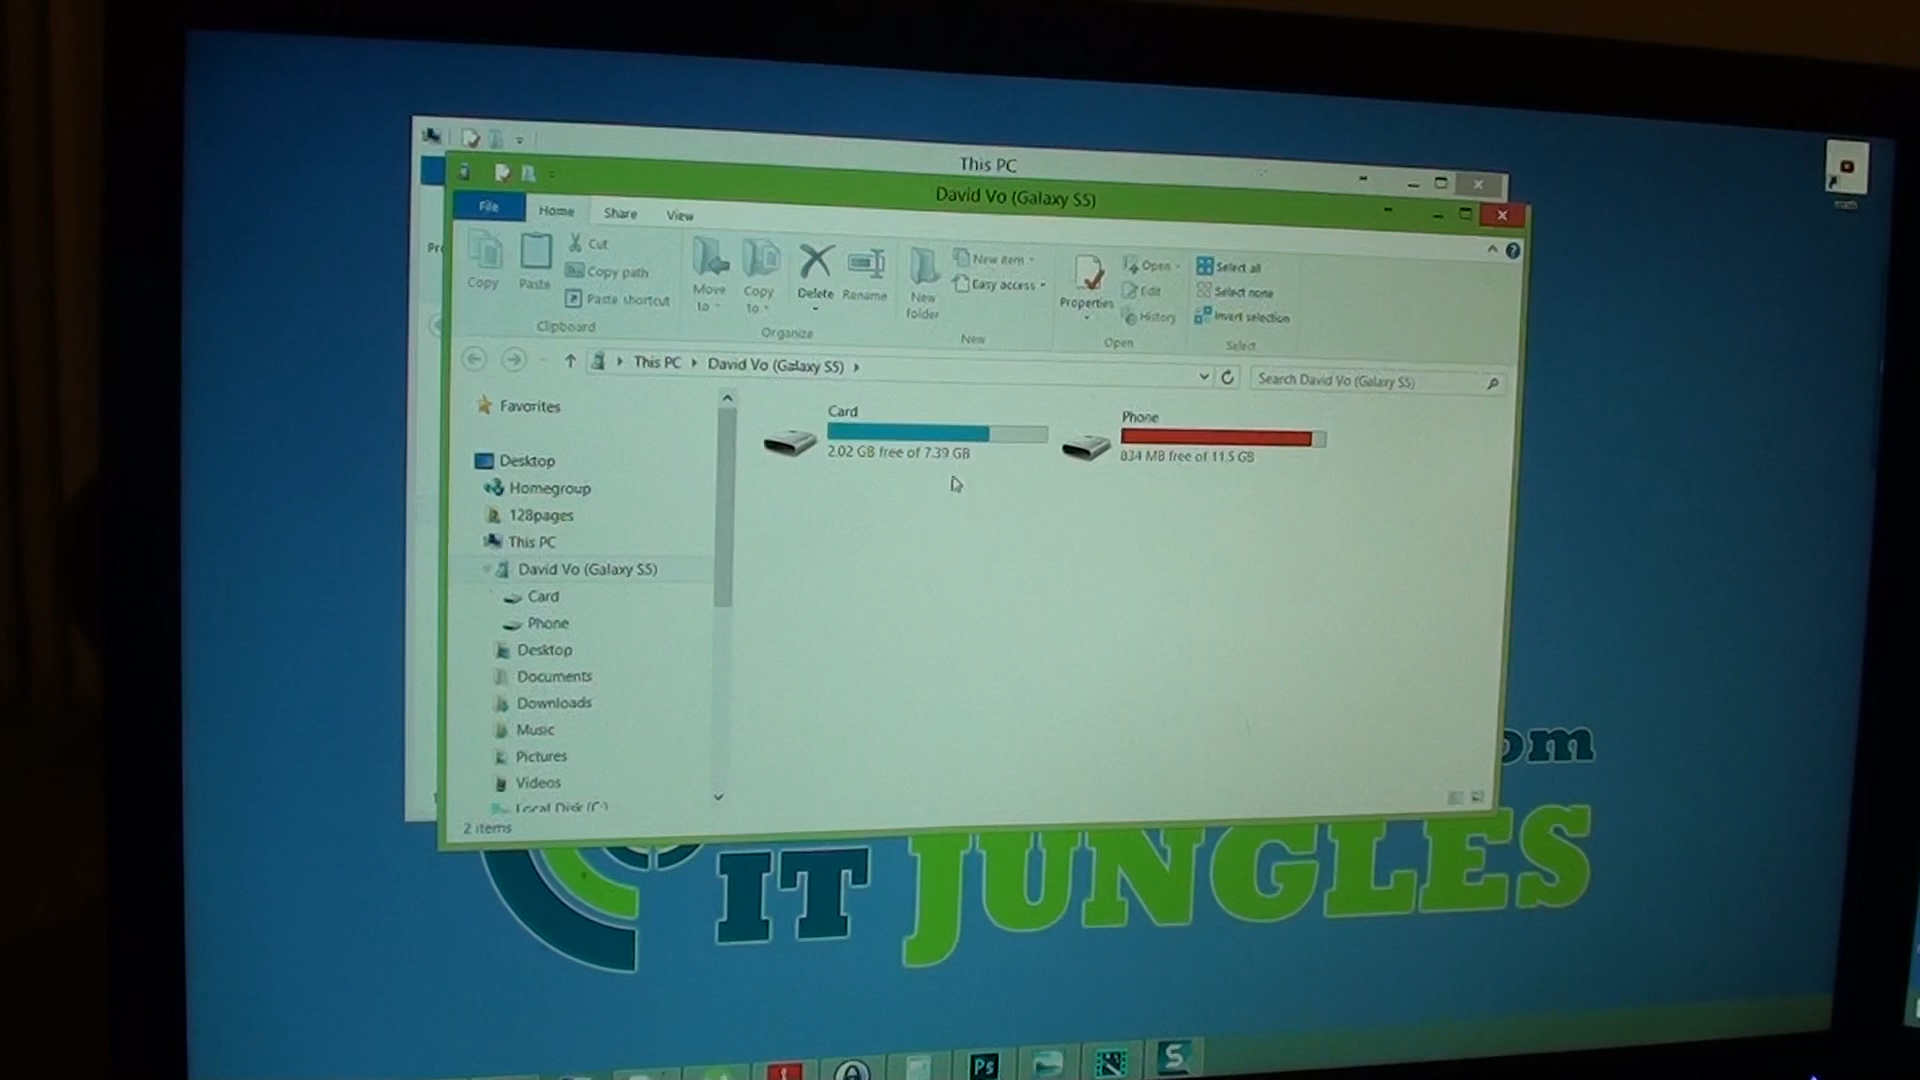 This PC
David Vo (Galaxy S5)
File
Home
Share
View
Copy
Paste
Cut
Copy path
Paste shortcut
Clipboard
Move to
Copy to
Delete
Rename
Organize
New folder
New item
Easy access
New
Properties
Open
Edit
History
Open
Select all
Select none
Invert selection
Select
This PC
David Vo (Galaxy S5)
Search David Vo (Galaxy S5)
Favorites
Desktop
Homegroup
128pages
This PC
David Vo (Galaxy S5)
Card
Phone
Desktop
Documents
Downloads
Music
Pictures
Videos
Local Disk (C:)
2 items
Card
2.02 GB free of 7.39 GB
Phone
834 MB free of 11.5 GB
om
IT JUNGLES
Ps
S